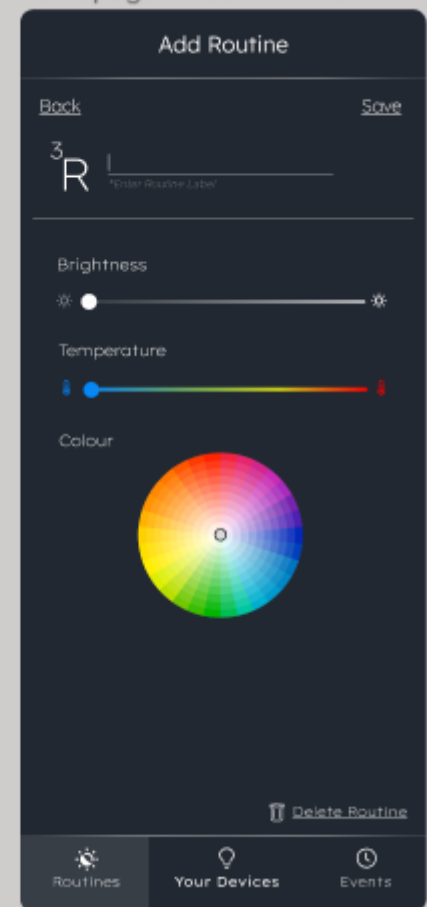 Add Routine
Back Save
3
R
*Enter Routine Label
Brightness
Temperature
Colour
Delete Routine
Routines Your Devices Events